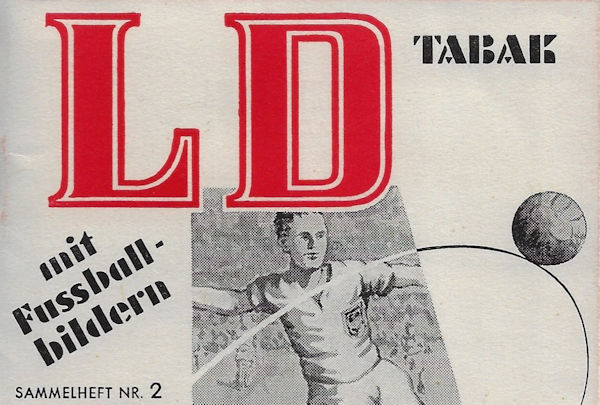 LD
TABAK
mit
Fussball-
bildern
SAMMELHEFT NR. 2